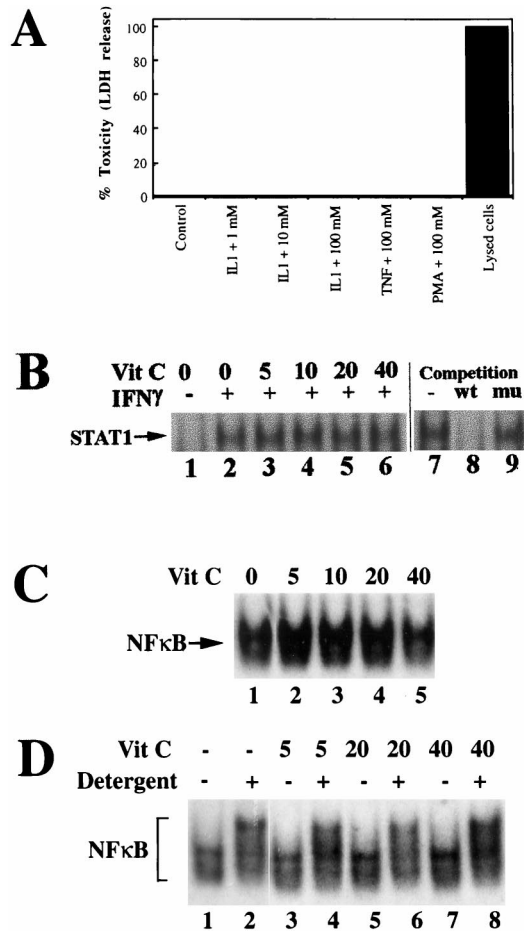 A
% Toxicity (LDH release)
100
80
60
40
20
0
Control
IL1 + 1 mM
IL1 + 10 mM
IL1 + 100 mM
TNF + 100 mM
PMA + 100 mM
Lysed cells
B
Vit C 0 0 5 10 20 40 Competition
IFNγ - + + + + + - wt mu
STAT1
1 2 3 4 5 6 7 8 9
C
Vit C 0 5 10 20 40
NFκB
1 2 3 4 5
D
Vit C - - 5 5 20 20 40 40
Detergent - + - + - + - +
NFκB
1 2 3 4 5 6 7 8